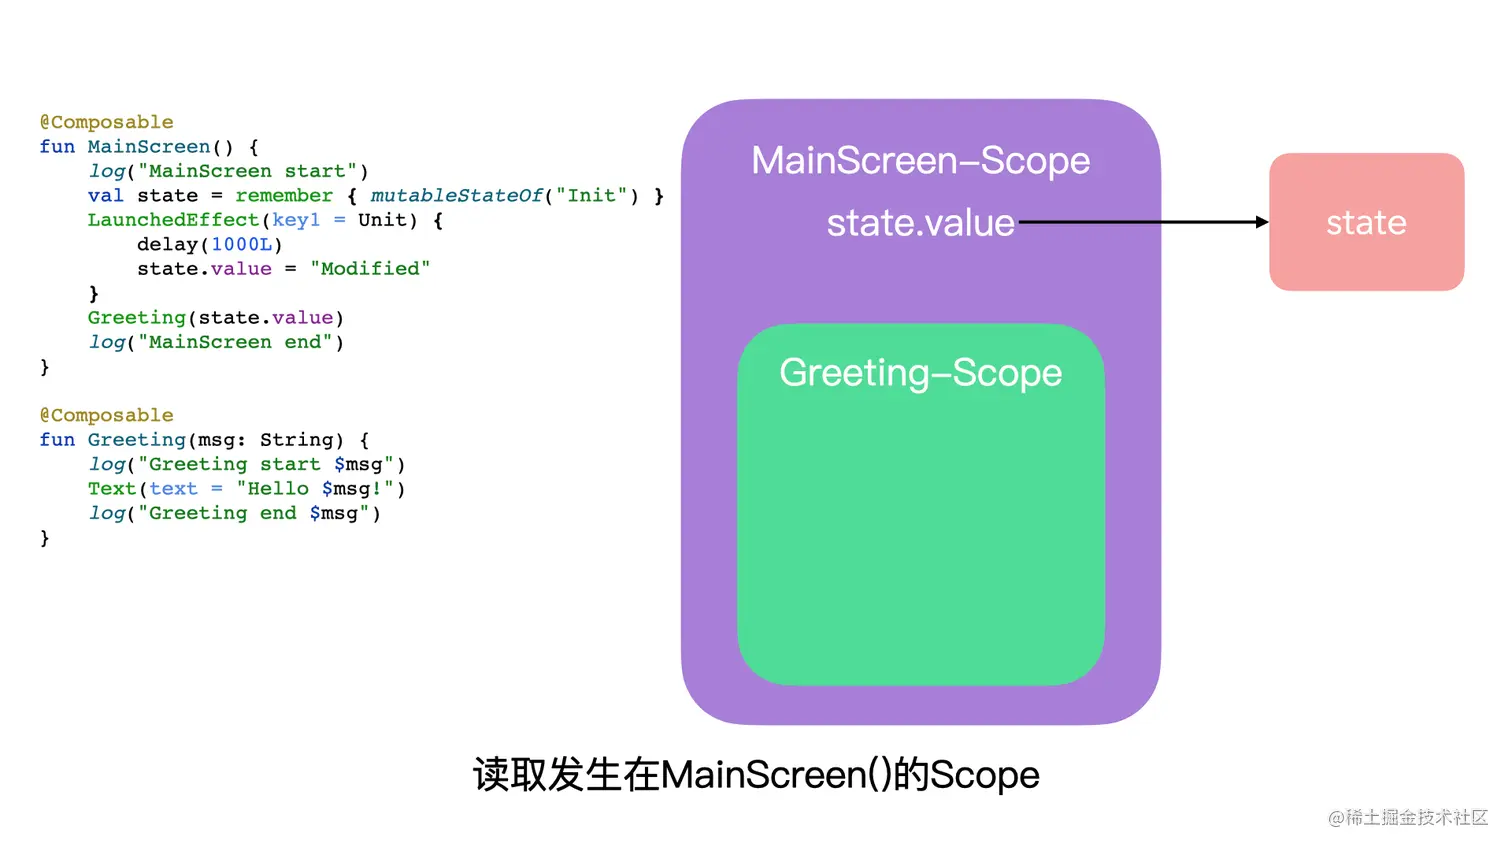 @Composable
fun MainScreen() {
    log("MainScreen start")
    val state = remember { mutableStateOf("Init") }
    LaunchedEffect(key1 = Unit) {
        delay(1000L)
        state.value = "Modified"
    }
    Greeting(state.value)
    log("MainScreen end")
}

@Composable
fun Greeting(msg: String) {
    log("Greeting start $msg")
    Text(text = "Hello $msg!")
    log("Greeting end $msg")
}
MainScreen–Scope
state.value
state
Greeting–Scope
读取发生在MainScreen()的Scope
@稀土掘金技术社区